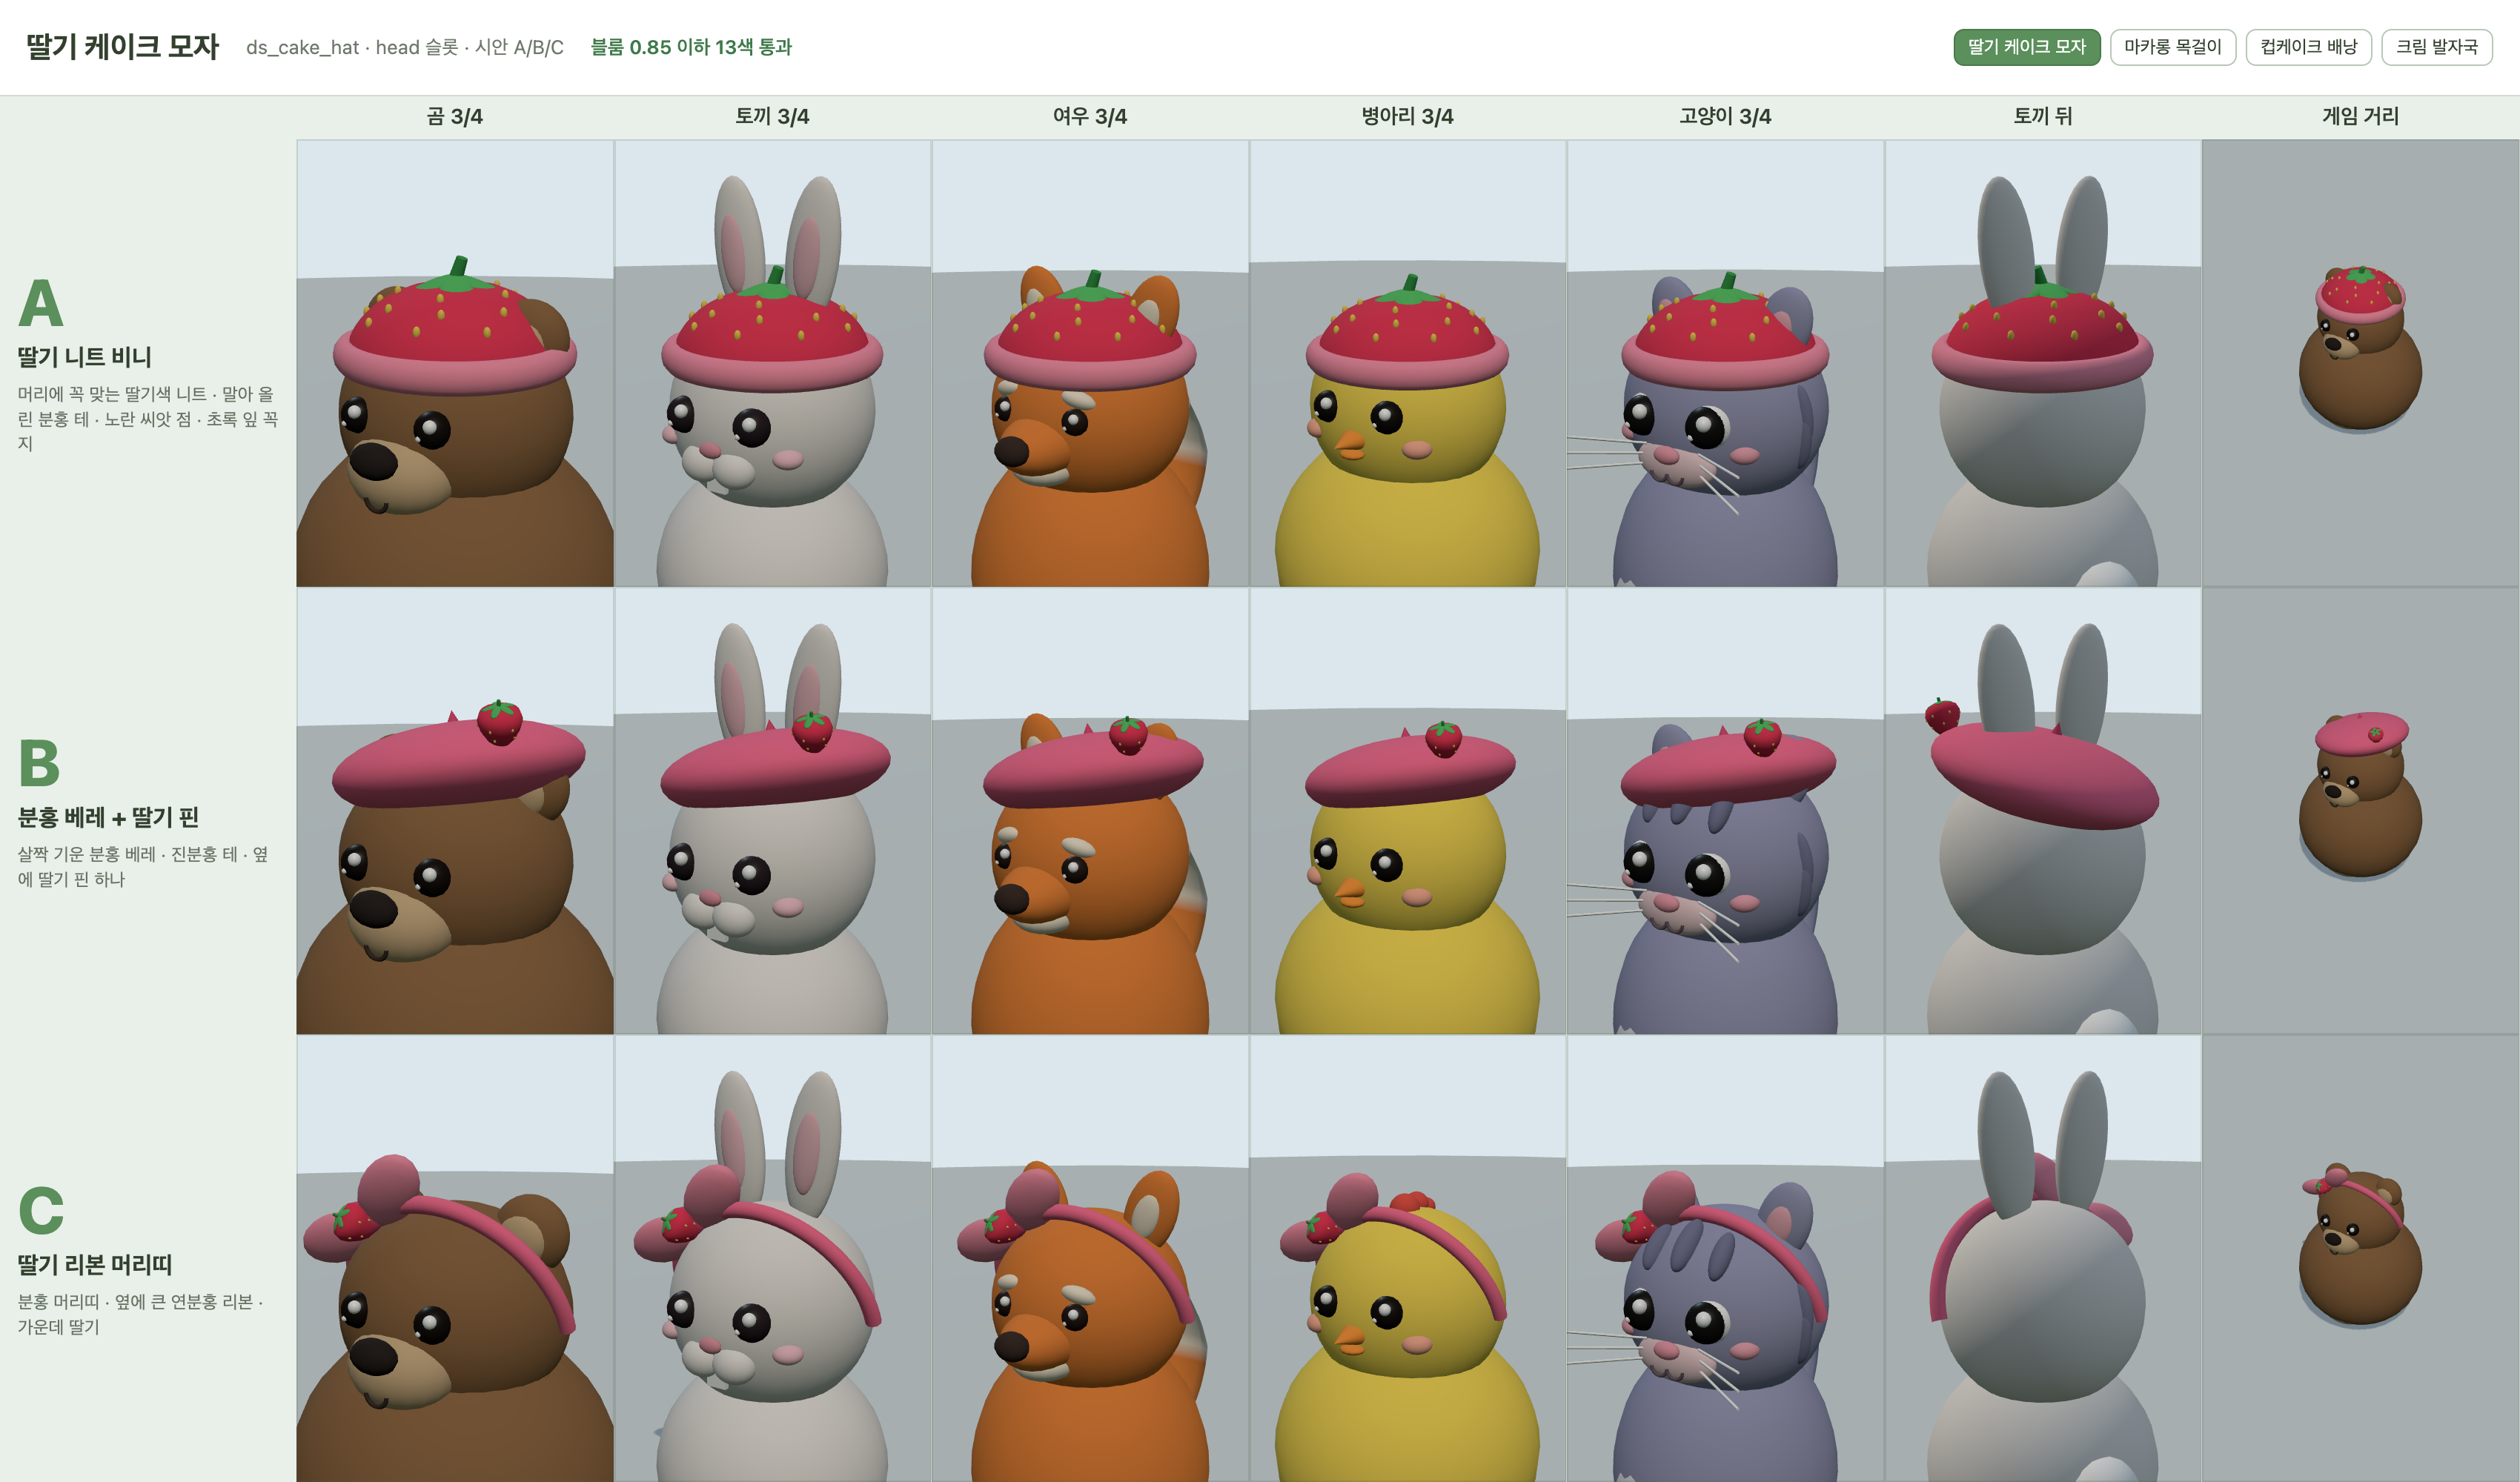 딸기 케이크 모자
ds_cake_hat · head 슬롯 · 시안 A/B/C
블룸 0.85 이하 13색 통과
딸기 케이크 모자
마카롱 목걸이
컵케이크 배낭
크림 발자국
곰 3/4
토끼 3/4
여우 3/4
병아리 3/4
고양이 3/4
토끼 뒤
게임 거리
A
딸기 니트 비니
머리에 꼭 맞는 딸기색 니트 · 말아 올
린 분홍 테 · 노란 씨앗 점 · 초록 잎 꼭
지
B
분홍 베레 + 딸기 핀
살짝 기운 분홍 베레 · 진분홍 테 · 옆
에 딸기 핀 하나
C
딸기 리본 머리띠
분홍 머리띠 · 옆에 큰 연분홍 리본 ·
가운데 딸기